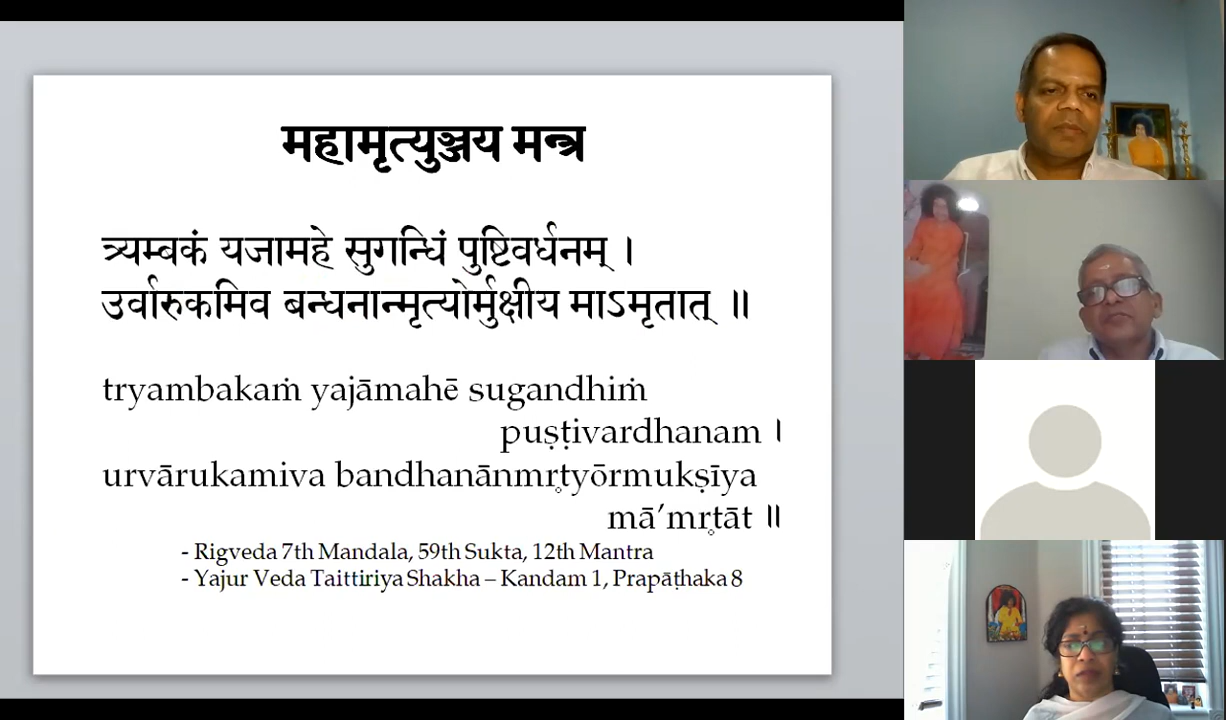 महामृत्युञ्जय मन्त्र
त्र्यम्बकं यजामहे सुगन्धिं पुष्टिवर्धनम् ।
उर्वारुकमिव बन्धनान्मृत्योर्मुक्षीय माऽमृतात् ॥
tryambakaṁ yajāmahē sugandhiṁ
puṣṭivardhanam ।
urvārukamiva bandhanānmr̥tyōrmukṣīya
mā’mr̥tāt ॥
- Rigveda 7th Mandala, 59th Sukta, 12th Mantra
- Yajur Veda Taittiriya Shakha – Kandam 1, Prapāṭhaka 8